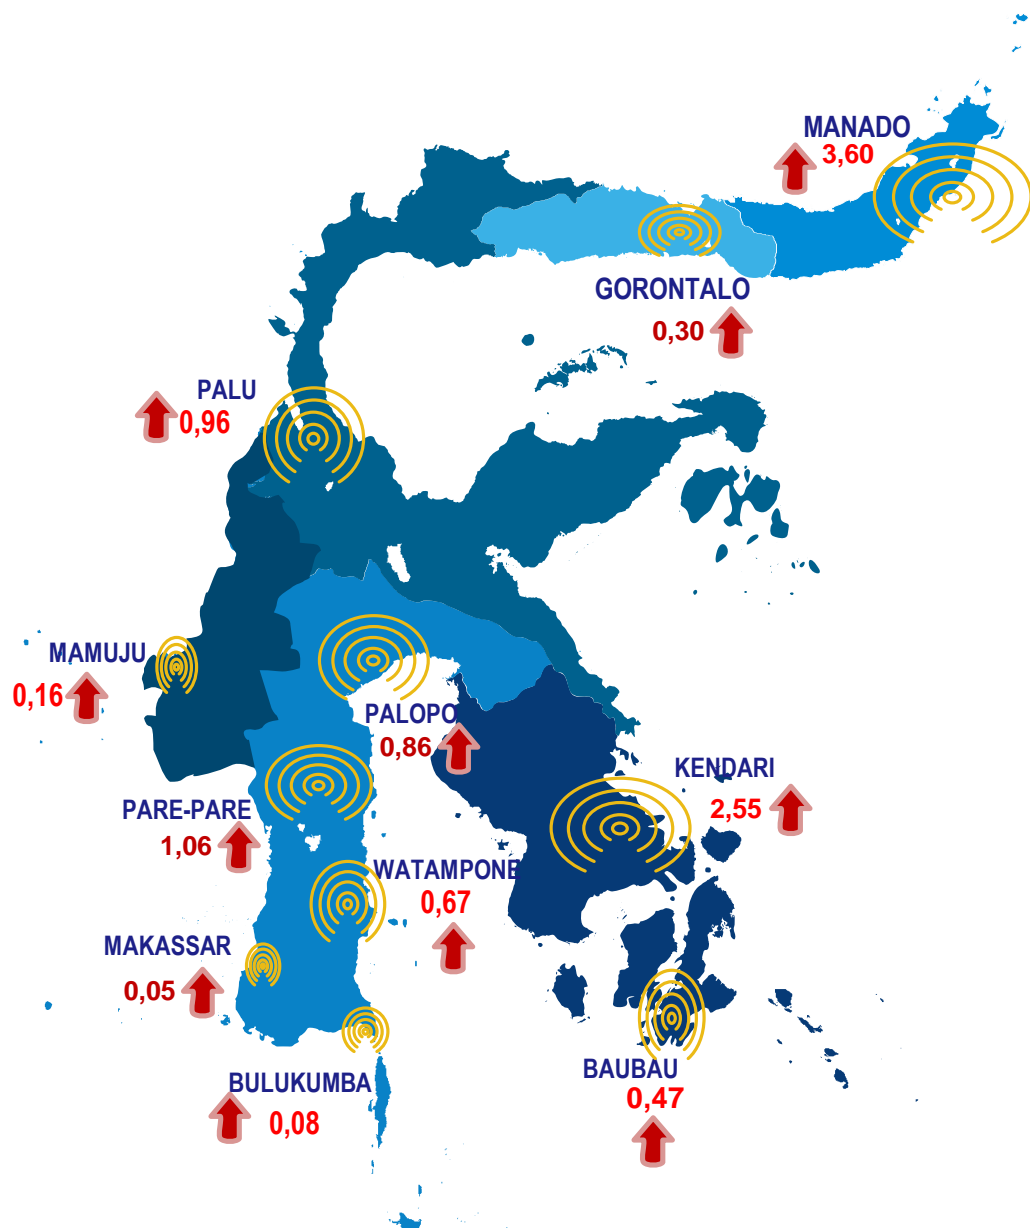 MANADO
3,60
GORONTALO
0,30
PALU
0,96
MAMUJU
0,16
PALOPO
0,86
KENDARI
2,55
PARE-PARE
1,06
WATAMPONE
0,67
MAKASSAR
0,05
BAUBAU
0,47
BULUKUMBA
0,08